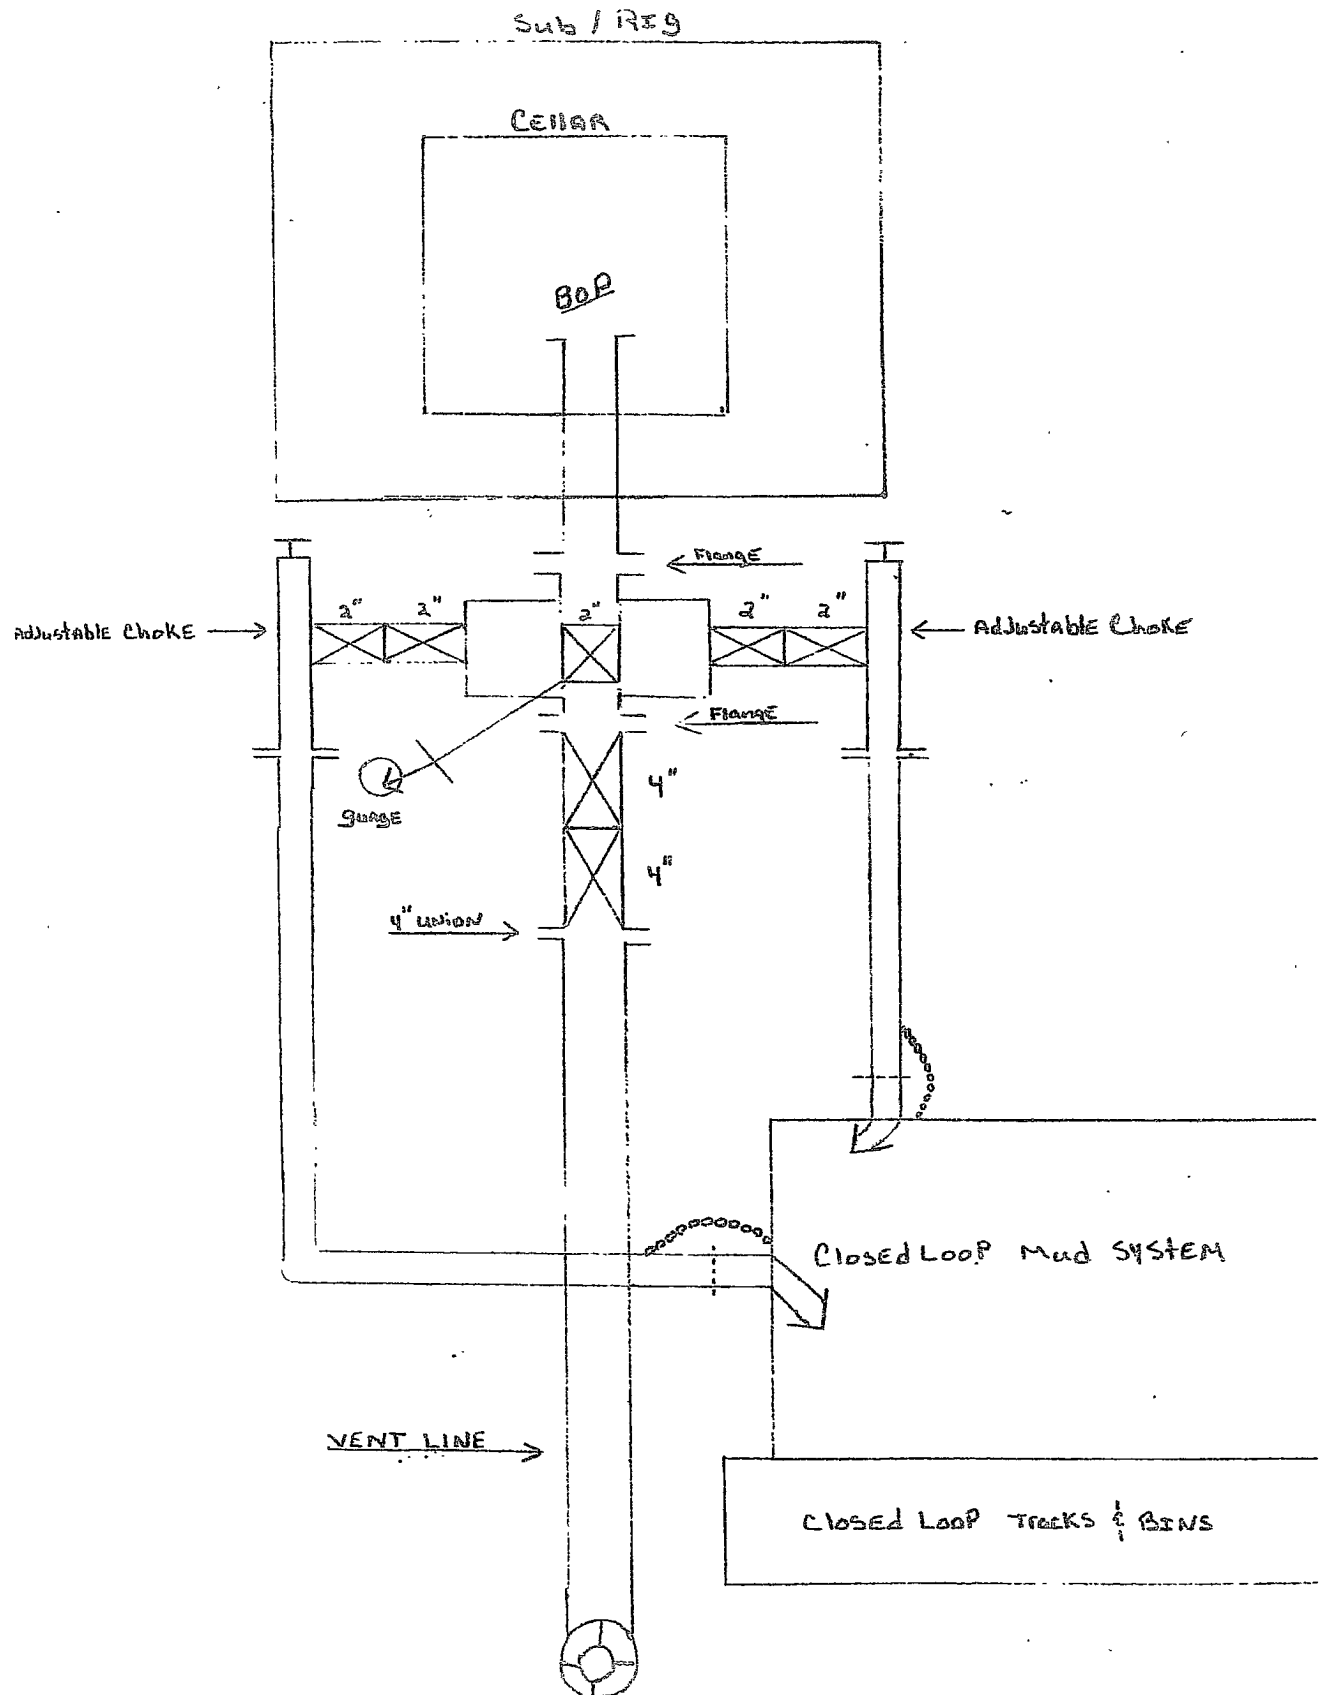 Sub / RIg
CEllAR
BOP
FlangE
2"
2"
2"
2"
2"
AdJustablE ChoKE
AdJustablE ChoKE
FlangE
4"
guagE
4"
4" UNION
ClosEd LooP Mud SYStEM
VENT LINE
ClosEd LooP TracKS & BINS